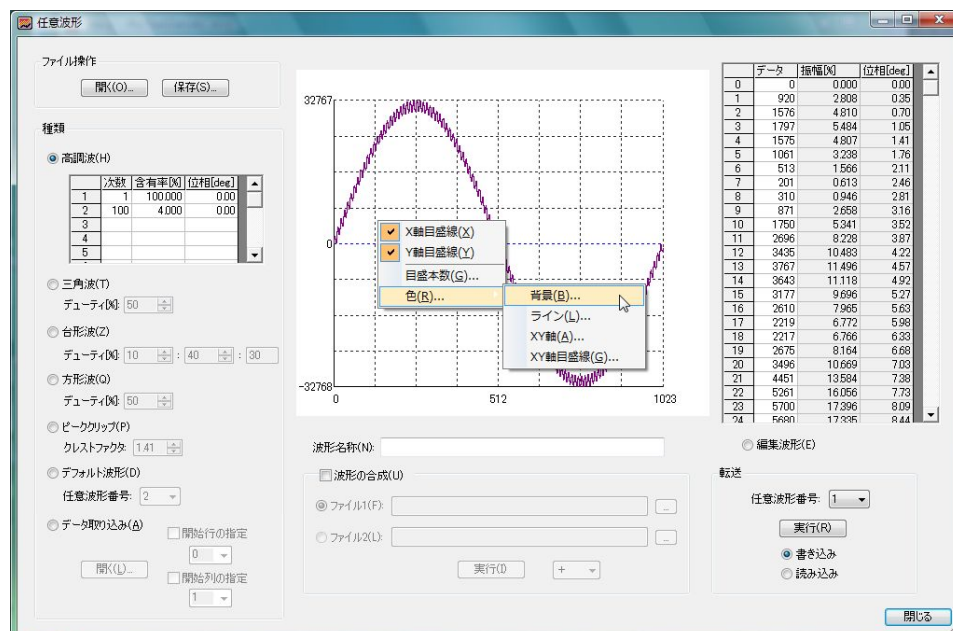 任意波形
ファイル操作
開く(O)... 保存(S)...
種類
高調波(H)
次数 含有率[%] 位相[deg]
1 1 100.000 0.00
2 100 4.000 0.00
3
4
5
三角波(T)
デューティ[%]: 50
台形波(Z)
デューティ[%]: 10 : 40 : 30
方形波(Q)
デューティ[%]: 50
ピーククリップ(P)
クレストファクタ: 1.41
デフォルト波形(D)
任意波形番号: 2
データ取り込み(A)
開始行の指定
0
開く(L)...
開始列の指定
1
32767
0
-32768
0 512 1023
X軸目盛線(X)
Y軸目盛線(Y)
目盛本数(G)...
色(R)...
背景(B)...
ライン(L)...
XY軸(A)...
XY軸目盛線(G)...
波形名称(N):
波形の合成(U)
ファイル1(F): ...
ファイル2(L): ...
実行(I) +
データ 振幅[%] 位相[deg]
0 0 0.000 0.00
1 920 2.808 0.35
2 1576 4.810 0.70
3 1797 5.484 1.05
4 1575 4.807 1.41
5 1061 3.238 1.76
6 513 1.566 2.11
7 201 0.613 2.46
8 310 0.946 2.81
9 871 2.658 3.16
10 1750 5.341 3.52
11 2696 8.228 3.87
12 3435 10.483 4.22
13 3767 11.496 4.57
14 3643 11.118 4.92
15 3177 9.696 5.27
16 2610 7.965 5.63
17 2219 6.772 5.98
18 2217 6.766 6.33
19 2675 8.164 6.68
20 3496 10.669 7.03
21 4451 13.584 7.38
22 5261 16.056 7.73
23 5700 17.396 8.09
24 5680 17.335 8.44
編集波形(E)
転送
任意波形番号: 1
実行(R)
書き込み
読み込み
閉じる